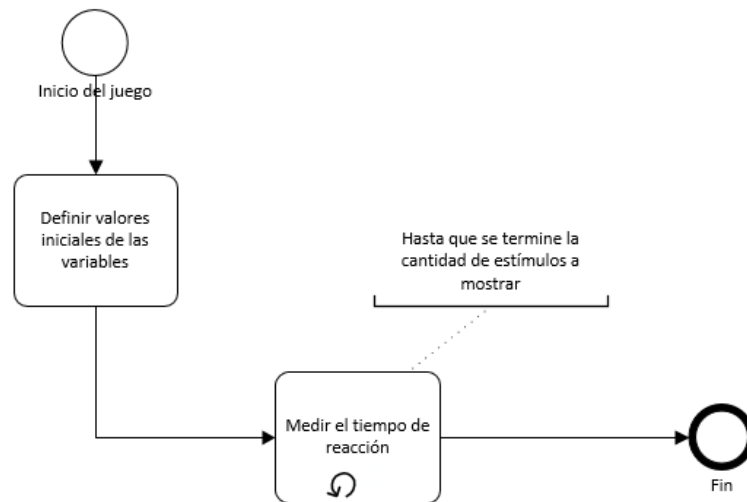 Inicio del juego
Definir valores
iniciales de las
variables
Hasta que se termine la
cantidad de estímulos a
mostrar
Medir el tiempo de
reacción
Fin